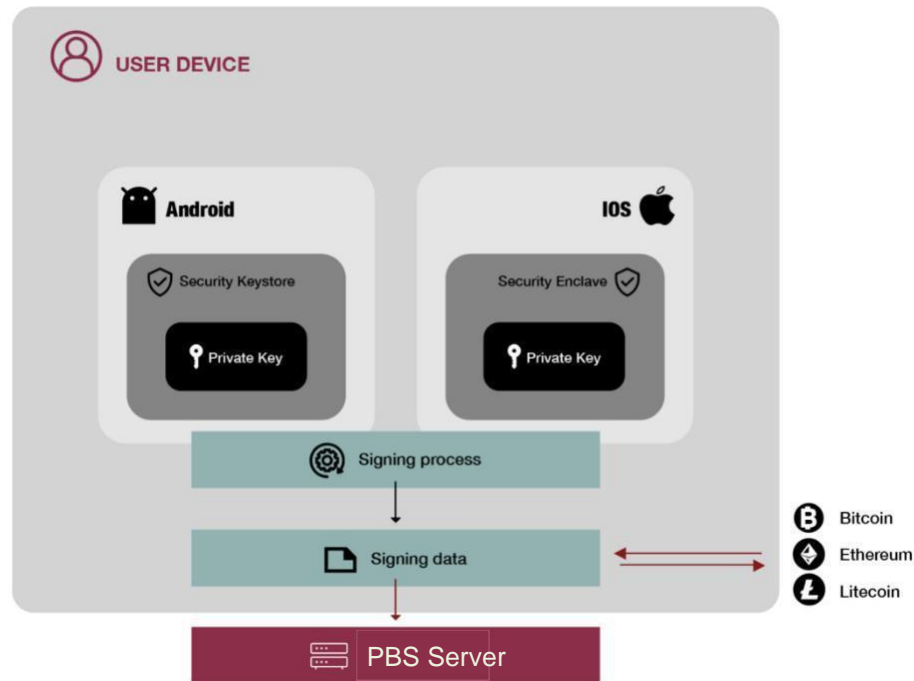 USER DEVICE
Android
IOS
Security Keystore
Security Enclave
Private Key
Private Key
Signing process
Signing data
Bitcoin
Ethereum
Litecoin
PBS Server